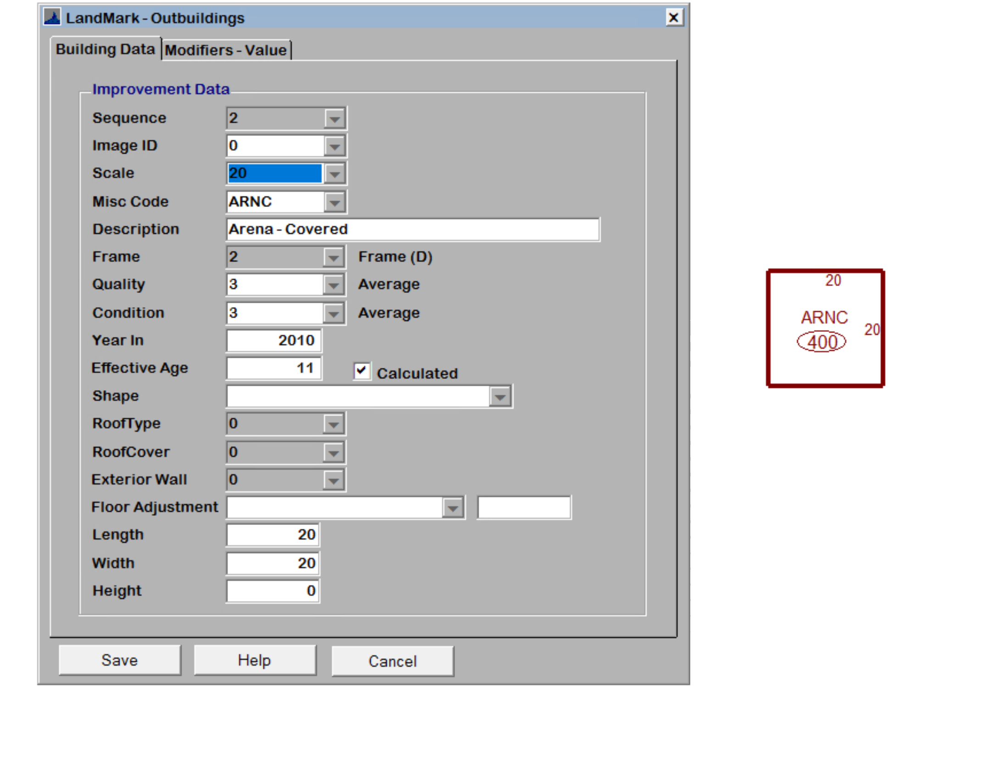 LandMark - Outbuildings
Building Data Modifiers - Value
Improvement Data
Sequence 2
Image ID 0
Scale 20
Misc Code ARNC
Description Arena - Covered
Frame 2 Frame (D)
Quality 3 Average
Condition 3 Average
Year In 2010
Effective Age 11 Calculated
Shape
RoofType 0
RoofCover 0
Exterior Wall 0
Floor Adjustment
Length 20
Width 20
Height 0
Save Help Cancel
20
ARNC
20
400